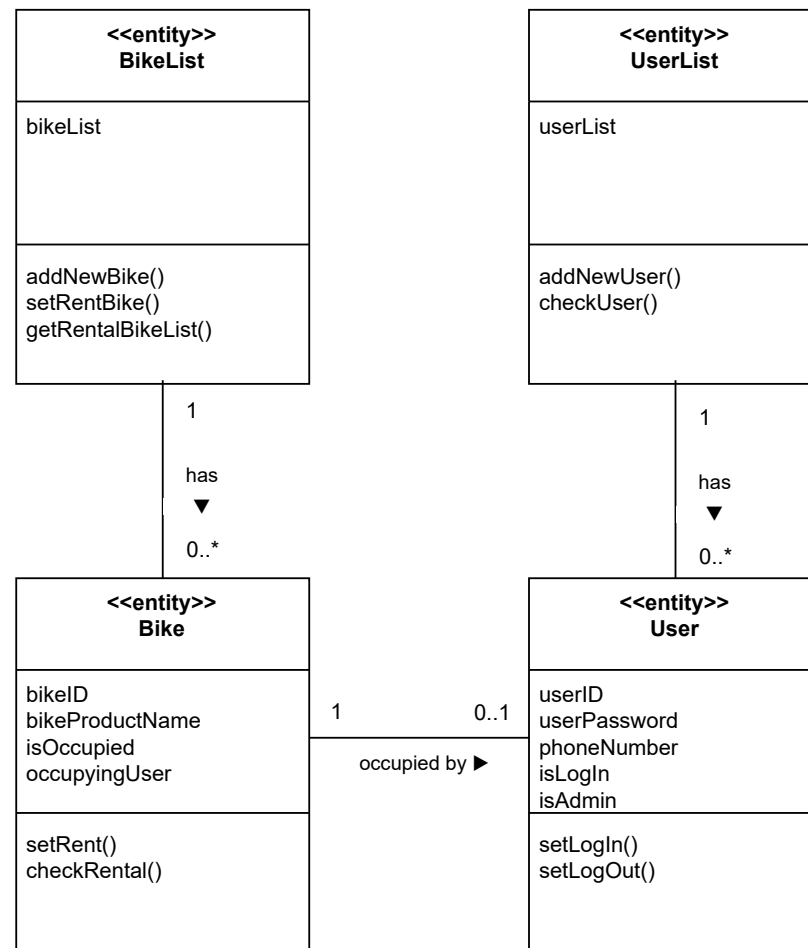 <<entity>>
BikeList
bikeList
addNewBike()
setRentBike()
getRentalBikeList()
<<entity>>
UserList
userList
addNewUser()
checkUser()
1
has
▼
0..*
1
has
▼
0..*
<<entity>>
Bike
bikeID
bikeProductName
isOccupied
occupyingUser
setRent()
checkRental()
1
0..1
occupied by ▶
<<entity>>
User
userID
userPassword
phoneNumber
isLogIn
isAdmin
setLogIn()
setLogOut()